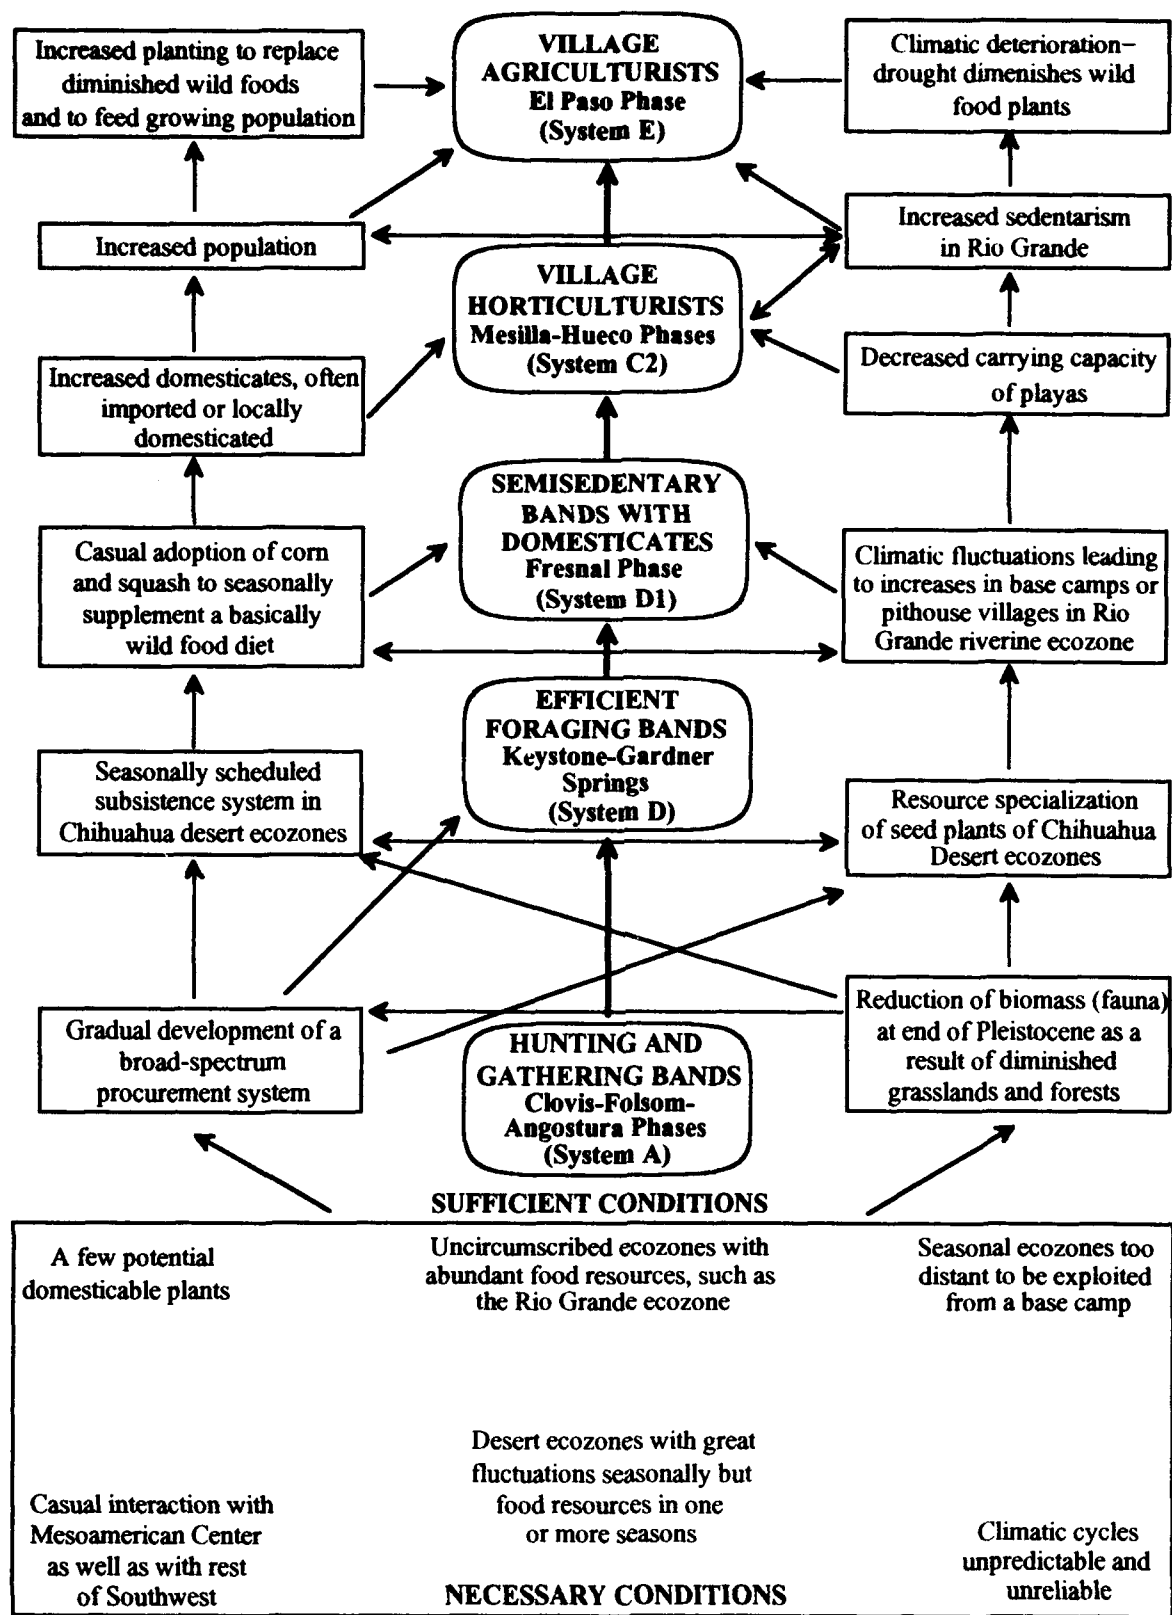 Increased planting to replace
diminished wild foods
and to feed growing population
VILLAGE
AGRICULTURISTS
El Paso Phase
(System E)
Climatic deterioration–
drought dimenishes wild
food plants
Increased population
Increased sedentarism
in Rio Grande
VILLAGE
HORTICULTURISTS
Mesilla-Hueco Phases
(System C2)
Increased domesticates, often
imported or locally
domesticated
Decreased carrying capacity
of playas
SEMISEDENTARY
BANDS WITH
DOMESTICATES
Fresnal Phase
(System D1)
Casual adoption of corn
and squash to seasonally
supplement a basically
wild food diet
Climatic fluctuations leading
to increases in base camps or
pithouse villages in Rio
Grande riverine ecozone
EFFICIENT
FORAGING BANDS
Keystone-Gardner
Springs
(System D)
Seasonally scheduled
subsistence system in
Chihuahua desert ecozones
Resource specialization
of seed plants of Chihuahua
Desert ecozones
Gradual development of a
broad-spectrum
procurement system
HUNTING AND
GATHERING BANDS
Clovis-Folsom-
Angostura Phases
(System A)
Reduction of biomass (fauna)
at end of Pleistocene as a
result of diminished
grasslands and forests
SUFFICIENT CONDITIONS
A few potential
domesticable plants
Uncircumscribed ecozones with
abundant food resources, such as
the Rio Grande ecozone
Seasonal ecozones too
distant to be exploited
from a base camp
Casual interaction with
Mesoamerican Center
as well as with rest
of Southwest
Desert ecozones with great
fluctuations seasonally but
food resources in one
or more seasons
Climatic cycles
unpredictable and
unreliable
NECESSARY CONDITIONS